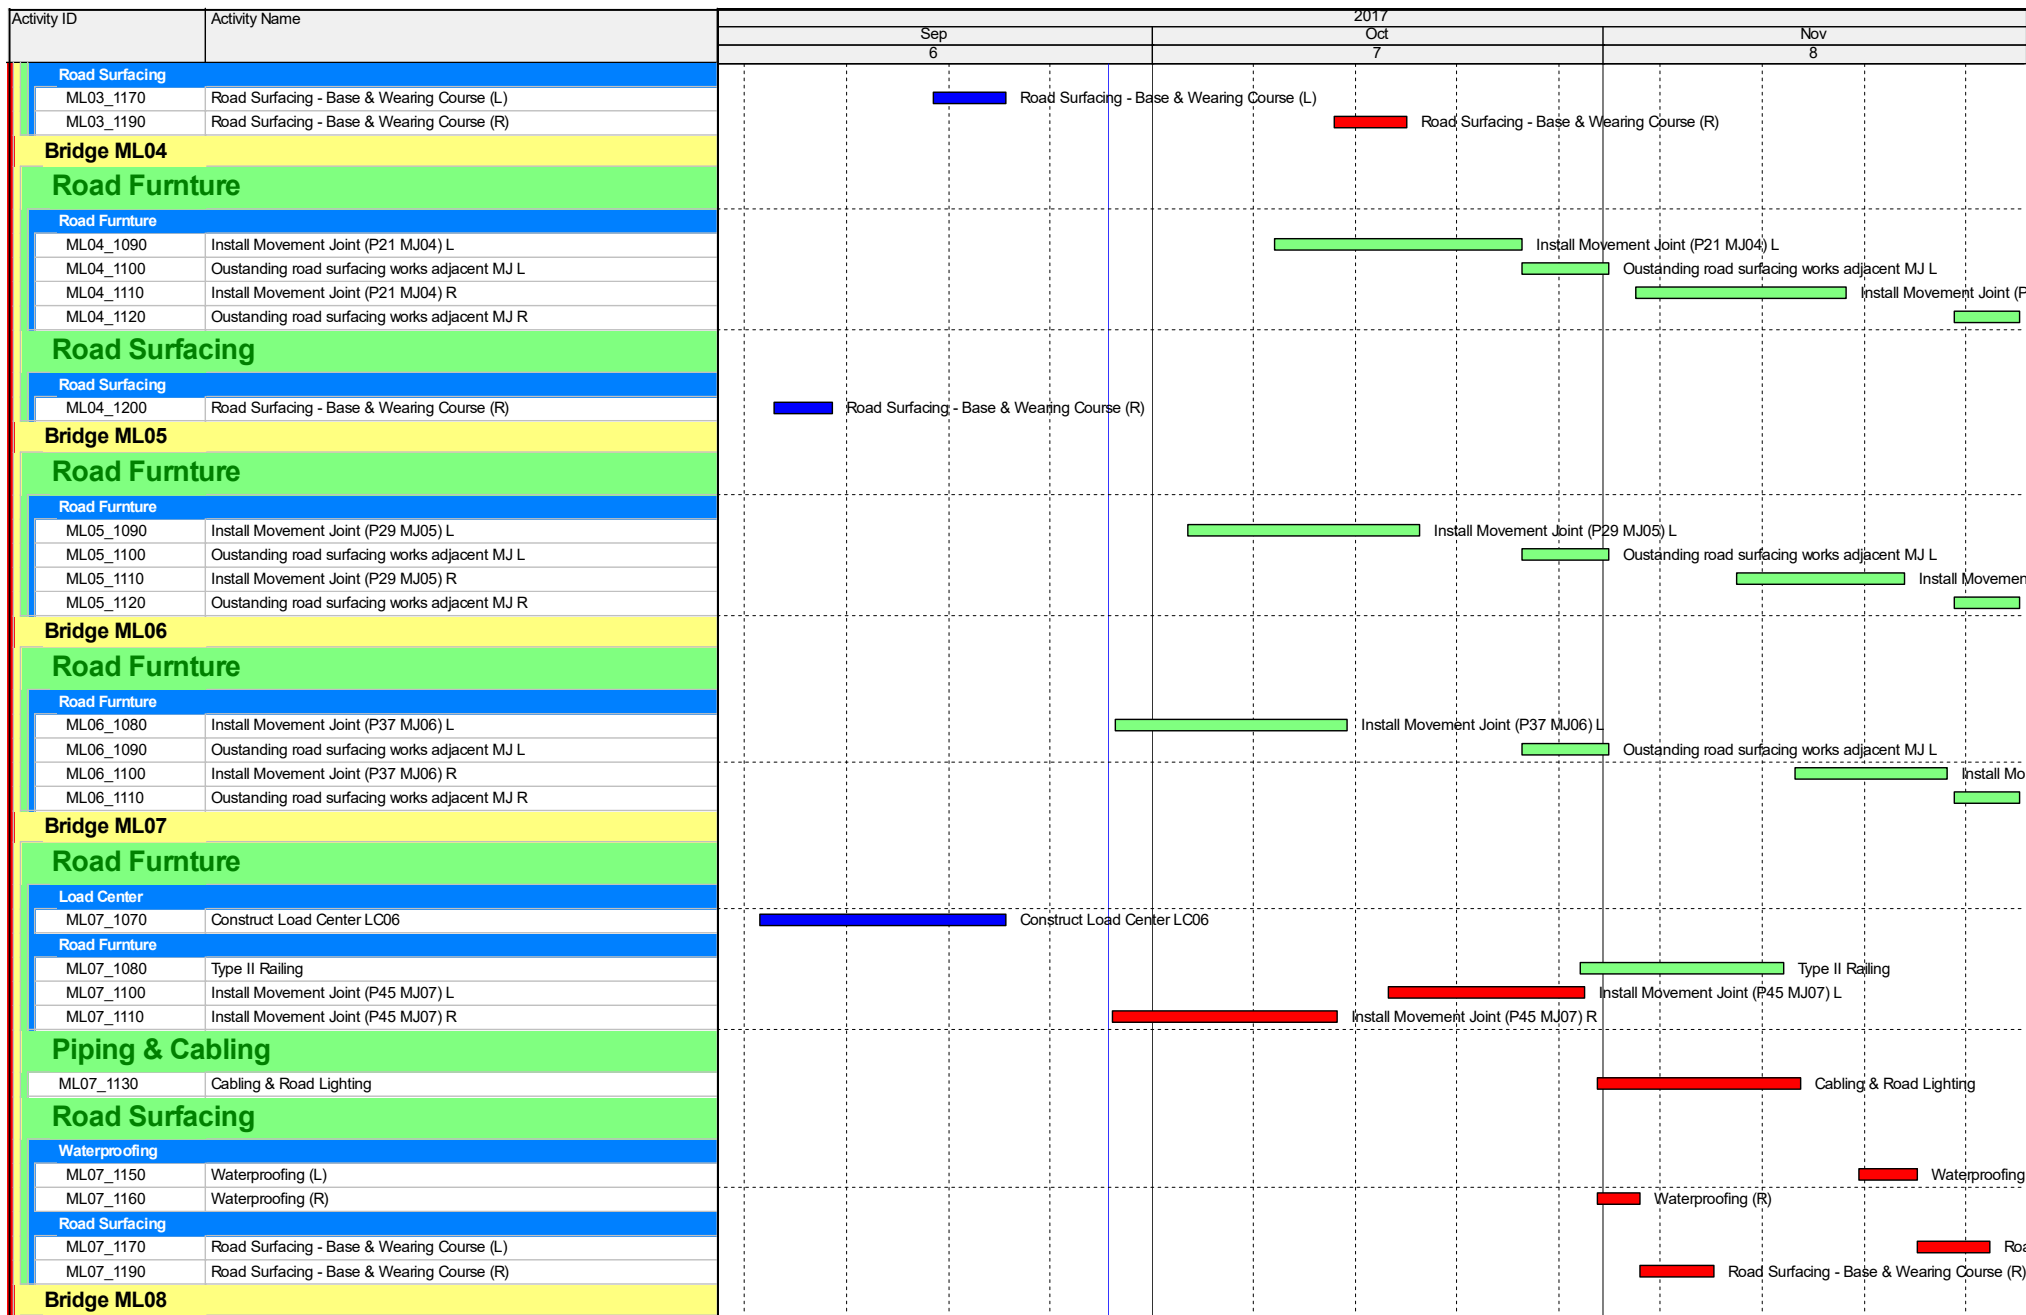 Activity ID Activity Name 2017
Sep Oct Nov
6 7 8
Road Surfacing
ML03_1170 Road Surfacing - Base & Wearing Course (L) Road Surfacing - Base & Wearing Course (L)
ML03_1190 Road Surfacing - Base & Wearing Course (R) Road Surfacing - Base & Wearing Course (R)
Bridge ML04
Road Furnture
Road Furnture
ML04_1090 Install Movement Joint (P21 MJ04) L Install Movement Joint (P21 MJ04) L
ML04_1100 Oustanding road surfacing works adjacent MJ L Oustanding road surfacing works adjacent MJ L
ML04_1110 Install Movement Joint (P21 MJ04) R Install Movement Joint (P
ML04_1120 Oustanding road surfacing works adjacent MJ R
Road Surfacing
Road Surfacing
ML04_1200 Road Surfacing - Base & Wearing Course (R) Road Surfacing - Base & Wearing Course (R)
Bridge ML05
Road Furnture
Road Furnture
ML05_1090 Install Movement Joint (P29 MJ05) L Install Movement Joint (P29 MJ05) L
ML05_1100 Oustanding road surfacing works adjacent MJ L Oustanding road surfacing works adjacent MJ L
ML05_1110 Install Movement Joint (P29 MJ05) R Install Movemen
ML05_1120 Oustanding road surfacing works adjacent MJ R
Bridge ML06
Road Furnture
Road Furnture
ML06_1080 Install Movement Joint (P37 MJ06) L Install Movement Joint (P37 MJ06) L
ML06_1090 Oustanding road surfacing works adjacent MJ L Oustanding road surfacing works adjacent MJ L
ML06_1100 Install Movement Joint (P37 MJ06) R Install Mo
ML06_1110 Oustanding road surfacing works adjacent MJ R
Bridge ML07
Road Furnture
Load Center
ML07_1070 Construct Load Center LC06 Construct Load Center LC06
Road Furnture
ML07_1080 Type II Railing Type II Railing
ML07_1100 Install Movement Joint (P45 MJ07) L Install Movement Joint (P45 MJ07) L
ML07_1110 Install Movement Joint (P45 MJ07) R Install Movement Joint (P45 MJ07) R
Piping & Cabling
ML07_1130 Cabling & Road Lighting Cabling & Road Lighting
Road Surfacing
Waterproofing
ML07_1150 Waterproofing (L) Waterproofing
ML07_1160 Waterproofing (R) Waterproofing (R)
Road Surfacing
ML07_1170 Road Surfacing - Base & Wearing Course (L) Roa
ML07_1190 Road Surfacing - Base & Wearing Course (R) Road Surfacing - Base & Wearing Course (R)
Bridge ML08